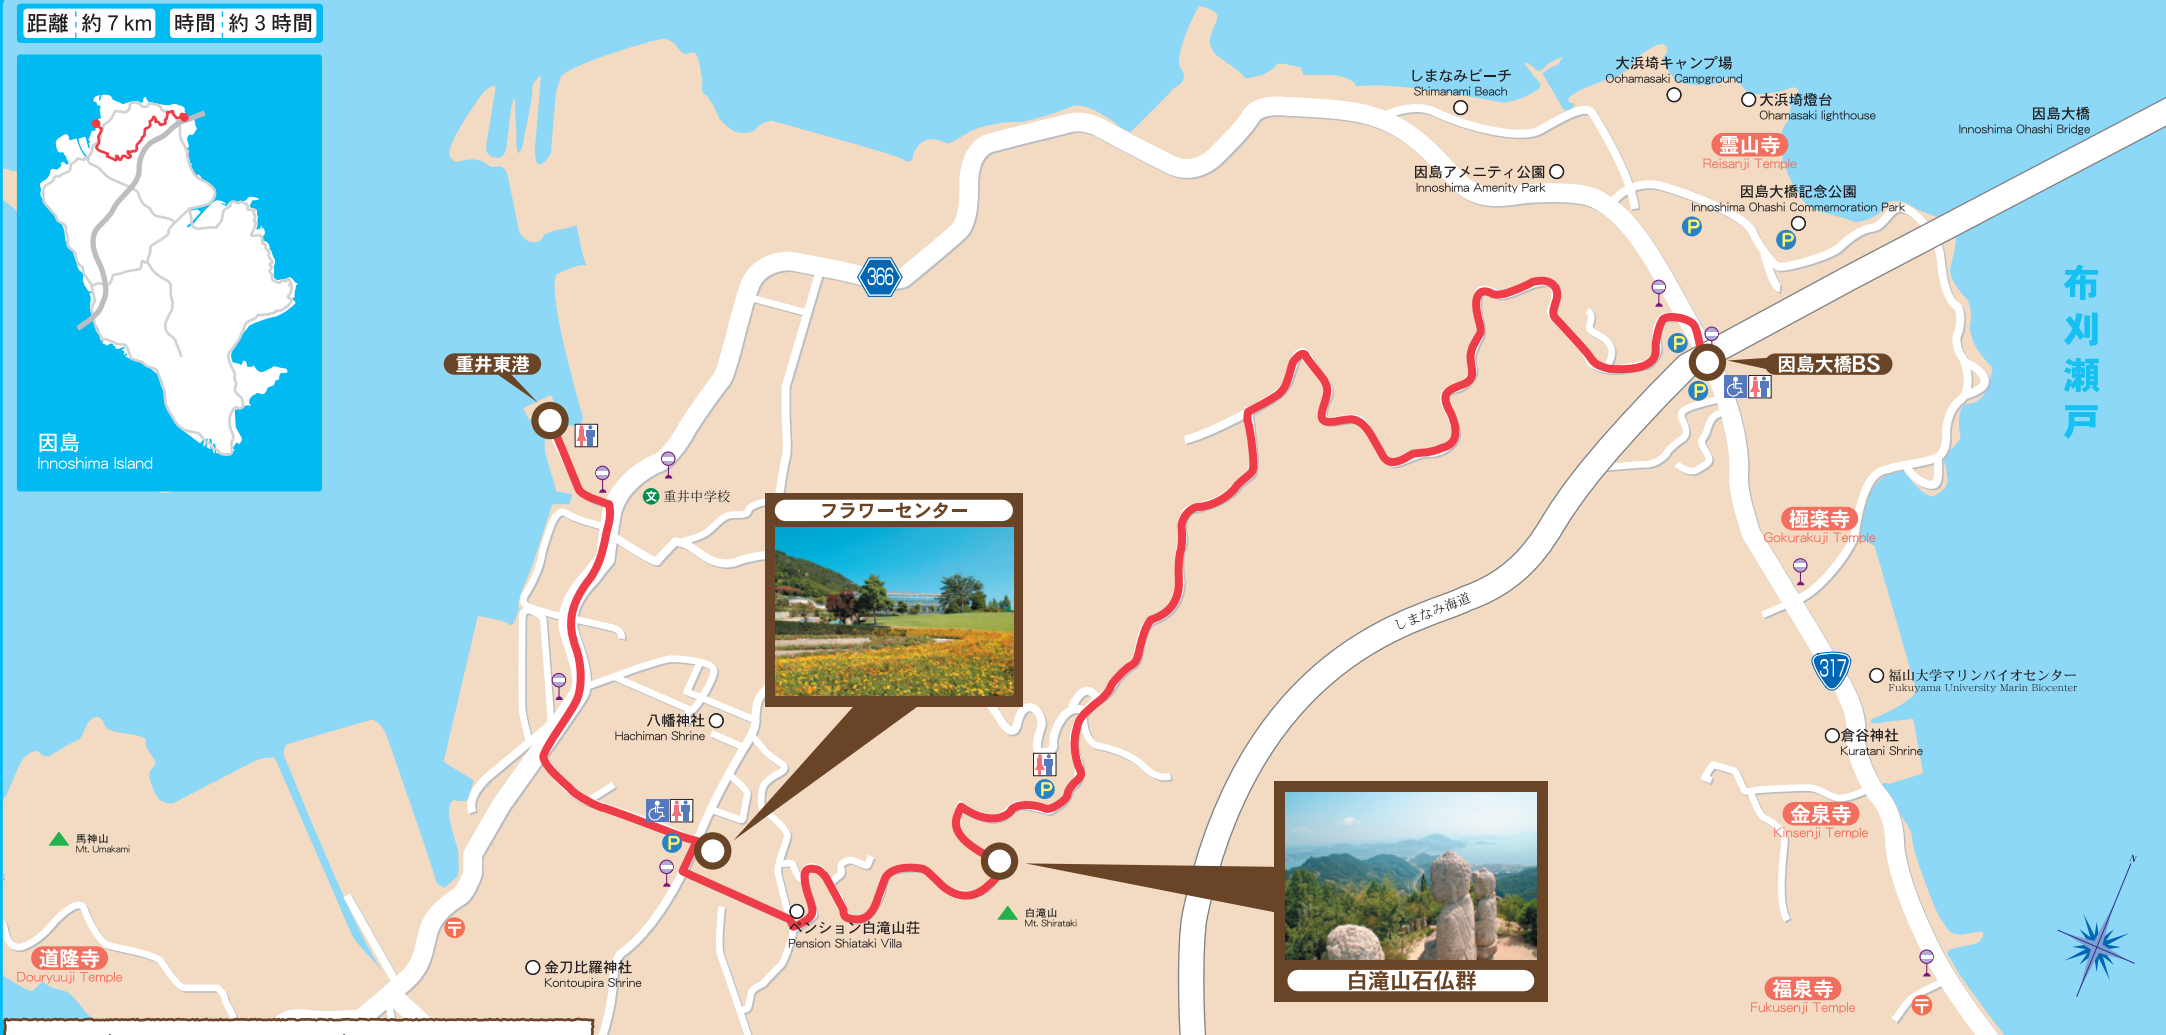 距離 約7km 時間 約3時間
因島
Innoshima Island
しまなみビーチ
Shimanami Beach
大浜埼キャンプ場
Oohamasaki Campground
大浜埼燈台
Ohamasaki lighthouse
因島大橋
Innoshima Ohashi Bridge
霊山寺
Reisanji Temple
因島アメニティ公園
Innoshima Amenity Park
因島大橋記念公園
Innoshima Ohashi Commemoration Park
P
P
366
布刈瀬戸
重井東港
P
因島大橋BS
P
文 重井中学校
フラワーセンター
極楽寺
Gokurakuji Temple
しまなみ海道
317
福山大学マリンバイオセンター
Fukuyama University Marin Biocenter
八幡神社
Hachiman Shrine
倉谷神社
Kuratani Shrine
P
金泉寺
Kinsenji Temple
馬神山
Mt. Umakami
P
白滝山
Mt. Shirataki
ペンション白滝山荘
Pension Shiataki Villa
道隆寺
Douryuuji Temple
金刀比羅神社
Kontoupira Shrine
白滝山石仏群
福泉寺
Fukusenji Temple
N